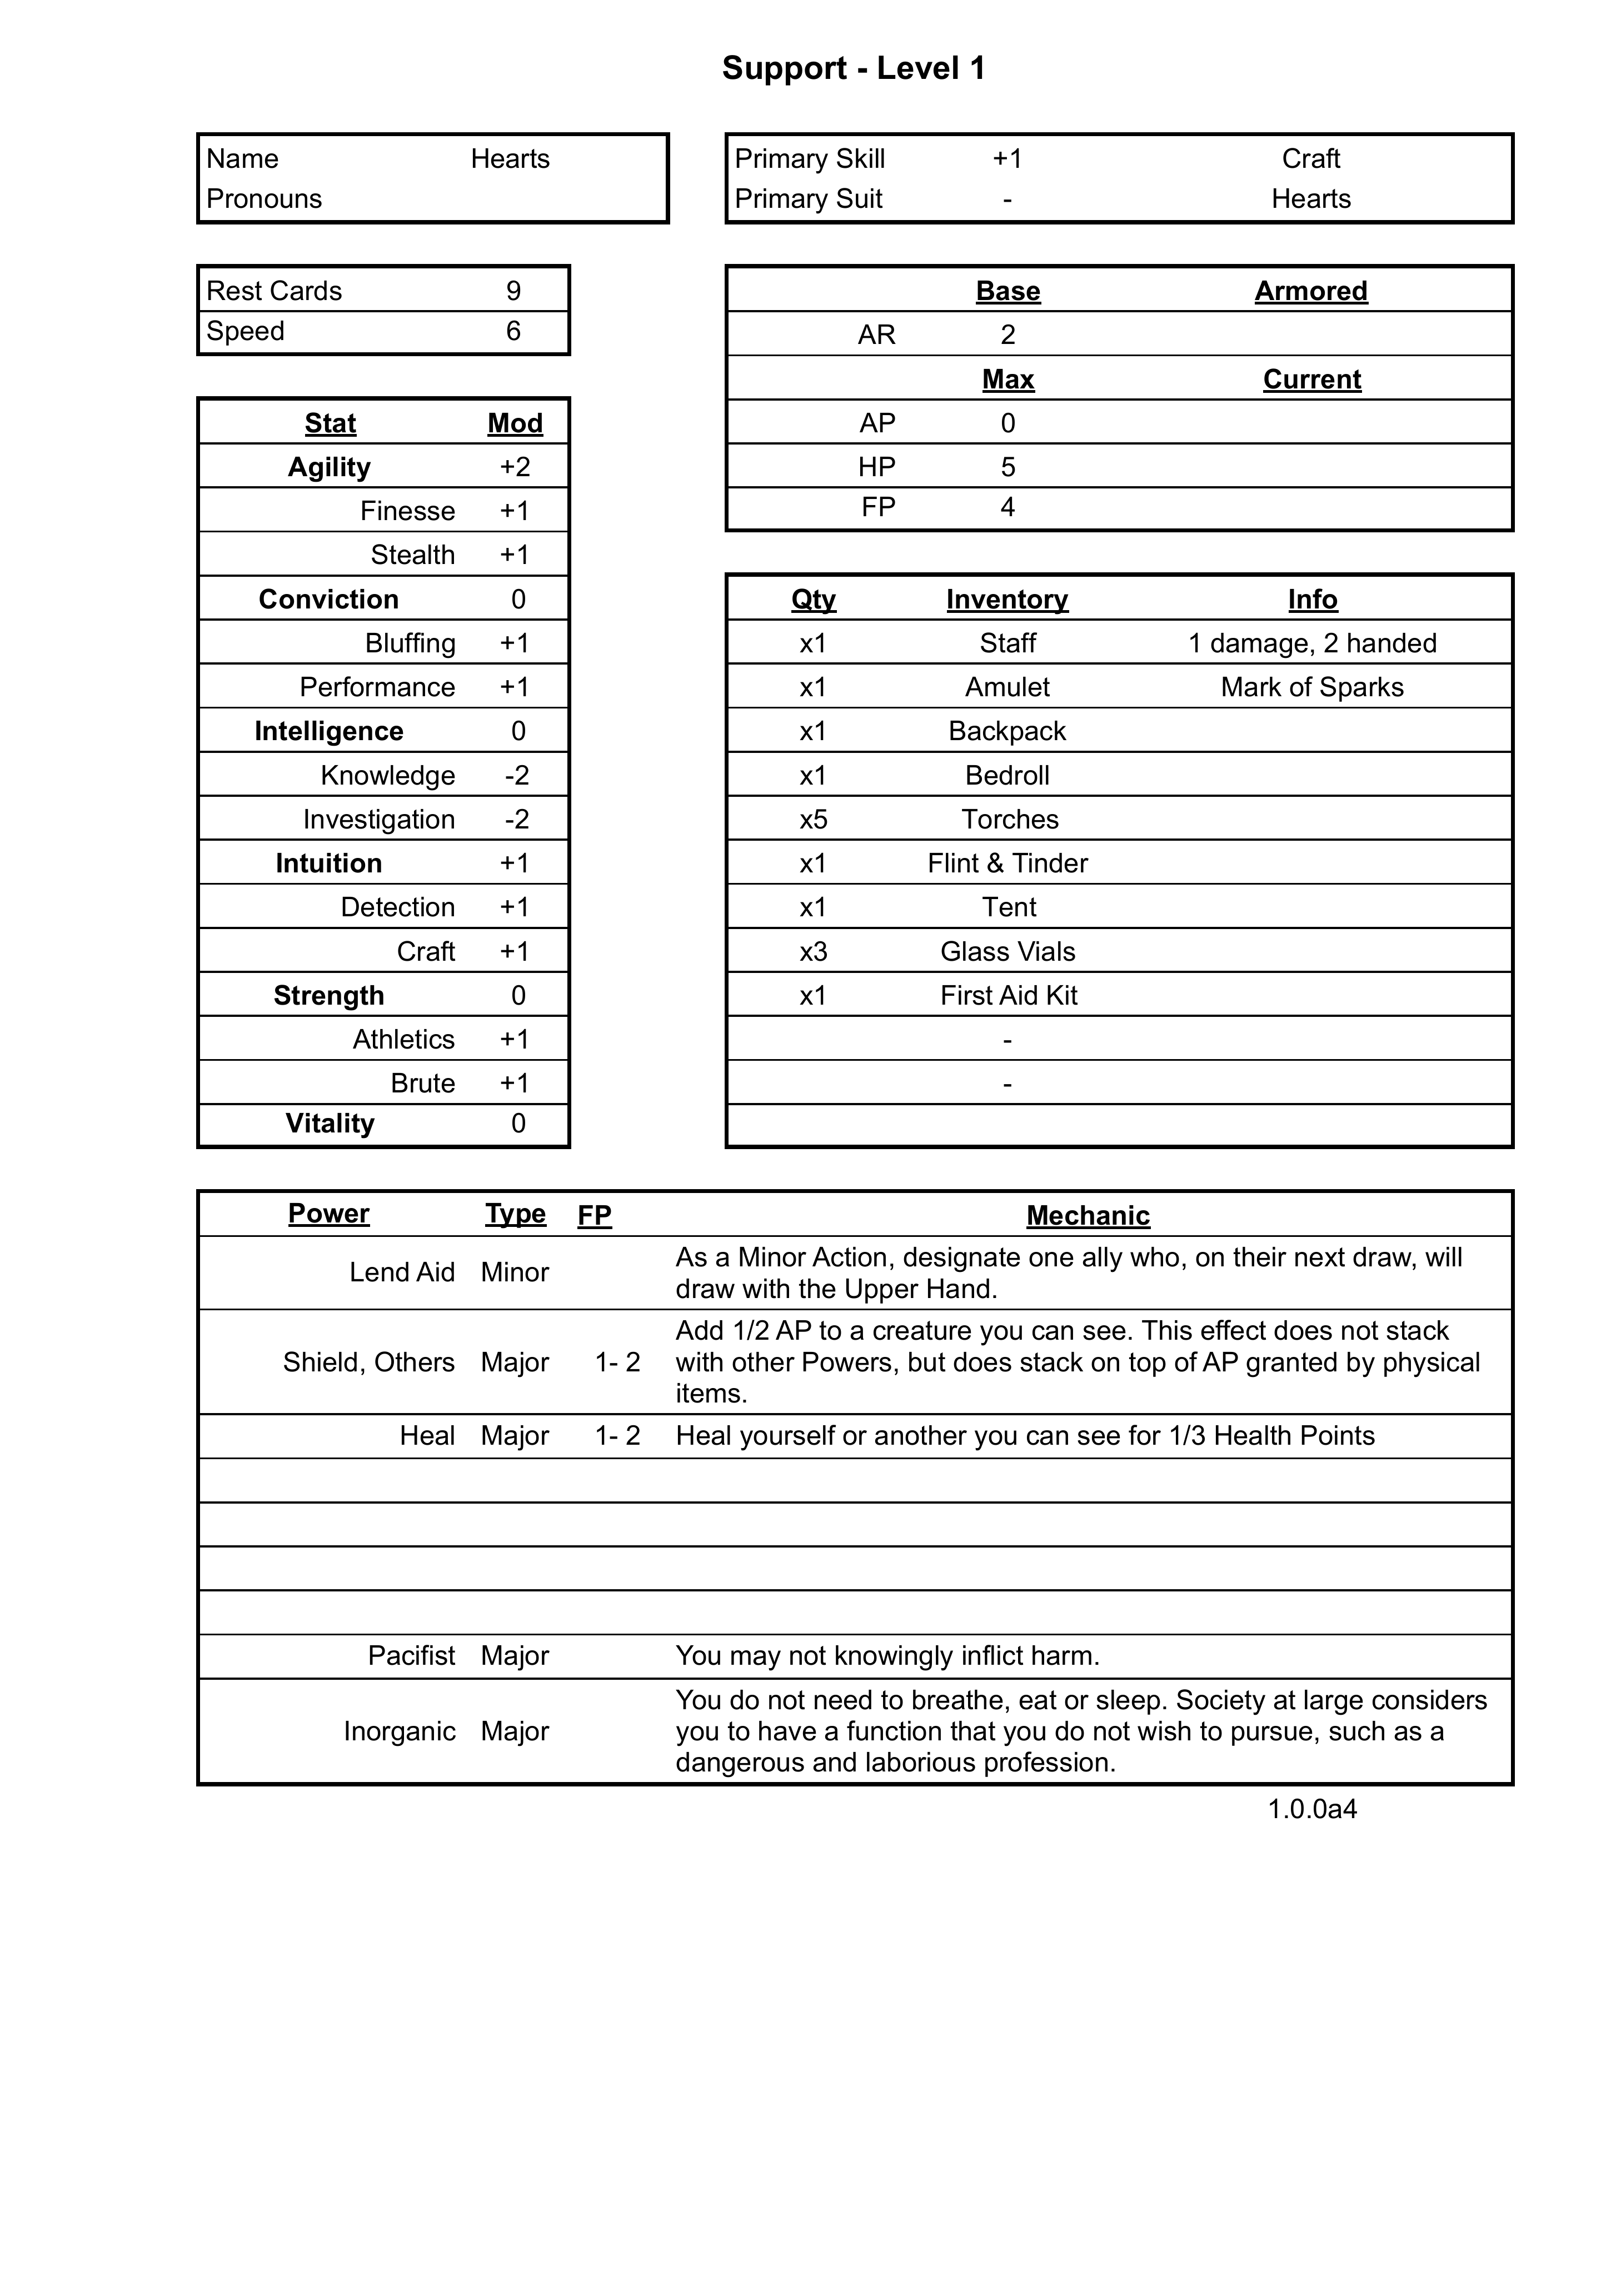 Support - Level 1
Name Hearts
Pronouns
Primary Skill +1 Craft
Primary Suit - Hearts
Rest Cards 9
Speed 6
Base Armored
AR 2
Max Current
AP 0
HP 5
FP 4
Stat Mod
Agility +2
Finesse +1
Stealth +1
Conviction 0
Bluffing +1
Performance +1
Intelligence 0
Knowledge -2
Investigation -2
Intuition +1
Detection +1
Craft +1
Strength 0
Athletics +1
Brute +1
Vitality 0
Qty Inventory Info
x1 Staff 1 damage, 2 handed
x1 Amulet Mark of Sparks
x1 Backpack
x1 Bedroll
x5 Torches
x1 Flint & Tinder
x1 Tent
x3 Glass Vials
x1 First Aid Kit
-
-
Power Type FP Mechanic
Lend Aid Minor As a Minor Action, designate one ally who, on their next draw, will
draw with the Upper Hand.
Add 1/2 AP to a creature you can see. This effect does not stack
Shield, Others Major 1- 2 with other Powers, but does stack on top of AP granted by physical
items.
Heal Major 1- 2 Heal yourself or another you can see for 1/3 Health Points
Pacifist Major You may not knowingly inflict harm.
You do not need to breathe, eat or sleep. Society at large considers
Inorganic Major you to have a function that you do not wish to pursue, such as a
dangerous and laborious profession.
1.0.0a4